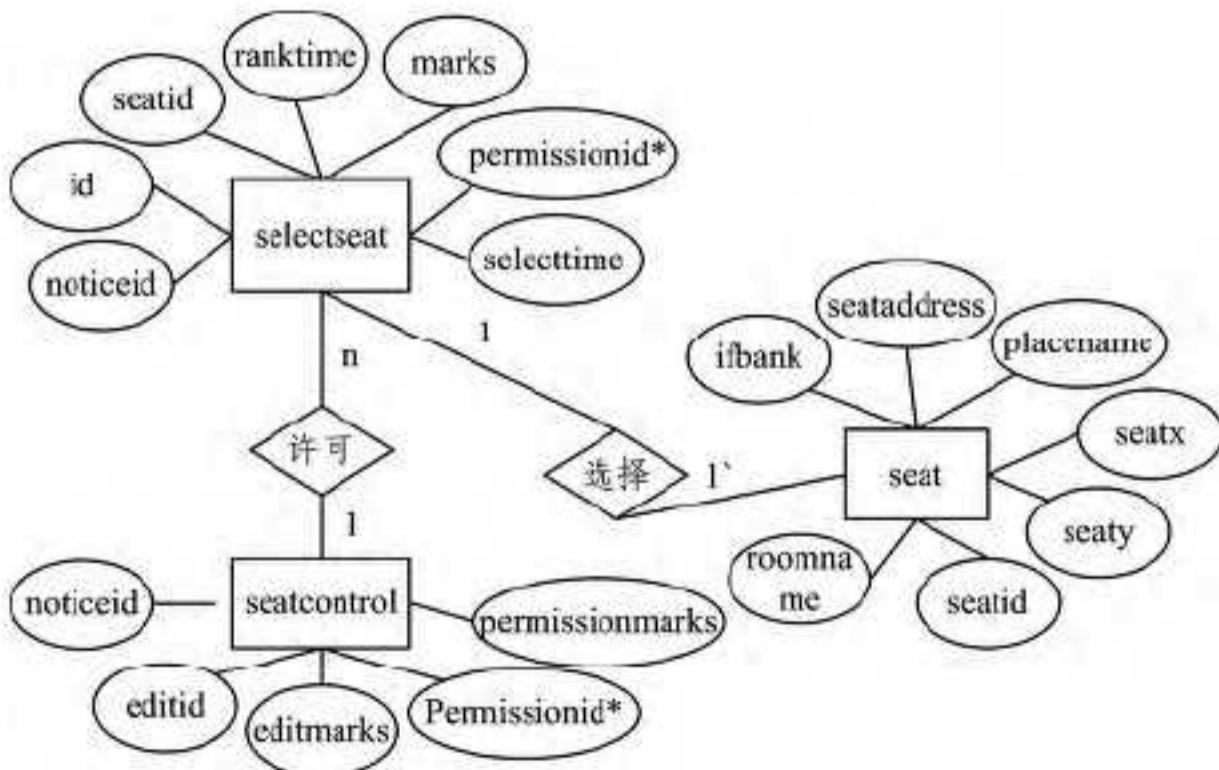 ranktime
marks
seatid
permissionid*
id
selectseat
selecttime
noticeid
1
n
seataddress
ifbank
placename
许可
选择
1`
seatx
seat
seaty
1
roomna
me
seatid
noticeid
seatcontrol
permissionmarks
editid
editmarks
Permissionid*